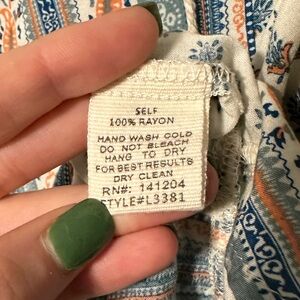 SELF
100% RAYON
HAND WASH COLD
DO NOT BLEACH
HANG TO DRY
FOR BEST RESULTS
DRY CLEAN
RN#: 141204
STYLE#L3381